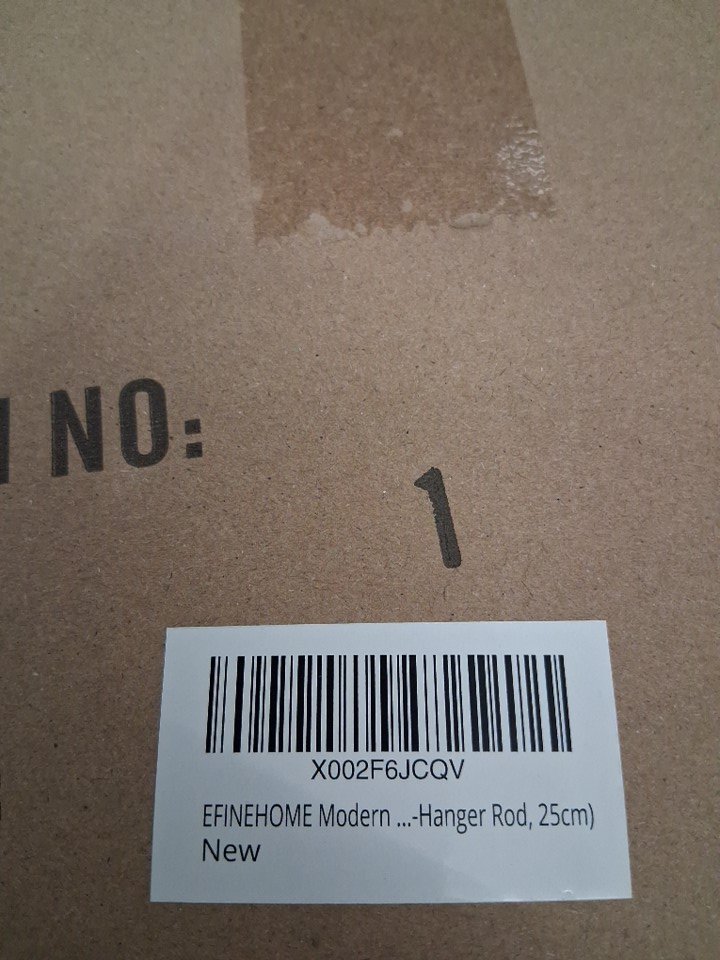 NO:
1
X002F6JCQV
EFINEHOME Modern ...-Hanger Rod, 25cm)
New